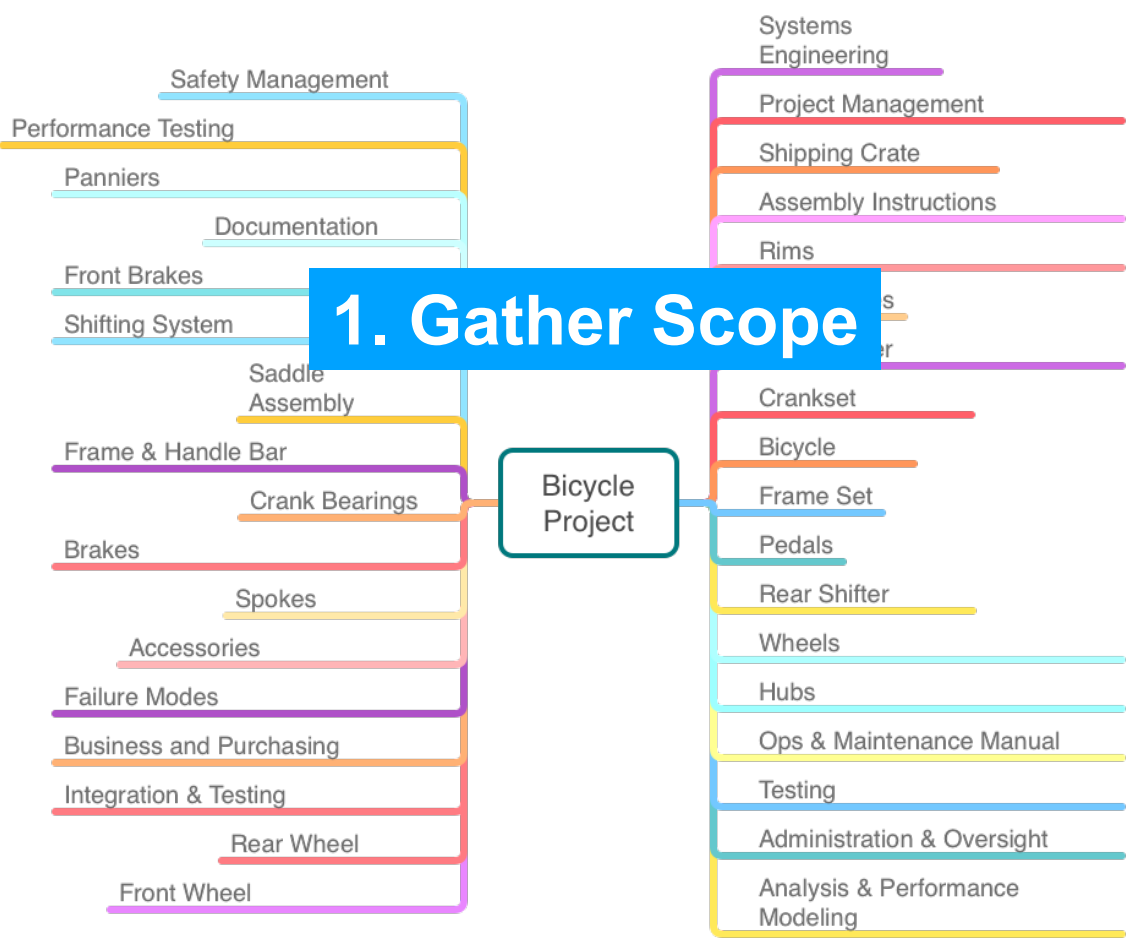 Safety Management
Performance Testing
Panniers
Documentation
Front Brakes
Shifting System
Saddle
Assembly
Frame & Handle Bar
Crank Bearings
Brakes
Spokes
Accessories
Failure Modes
Business and Purchasing
Integration & Testing
Rear Wheel
Front Wheel
1. Gather Scope
Bicycle
Project
Systems
Engineering
Project Management
Shipping Crate
Assembly Instructions
Rims
Crankset
Bicycle
Frame Set
Pedals
Rear Shifter
Wheels
Hubs
Ops & Maintenance Manual
Testing
Administration & Oversight
Analysis & Performance
Modeling